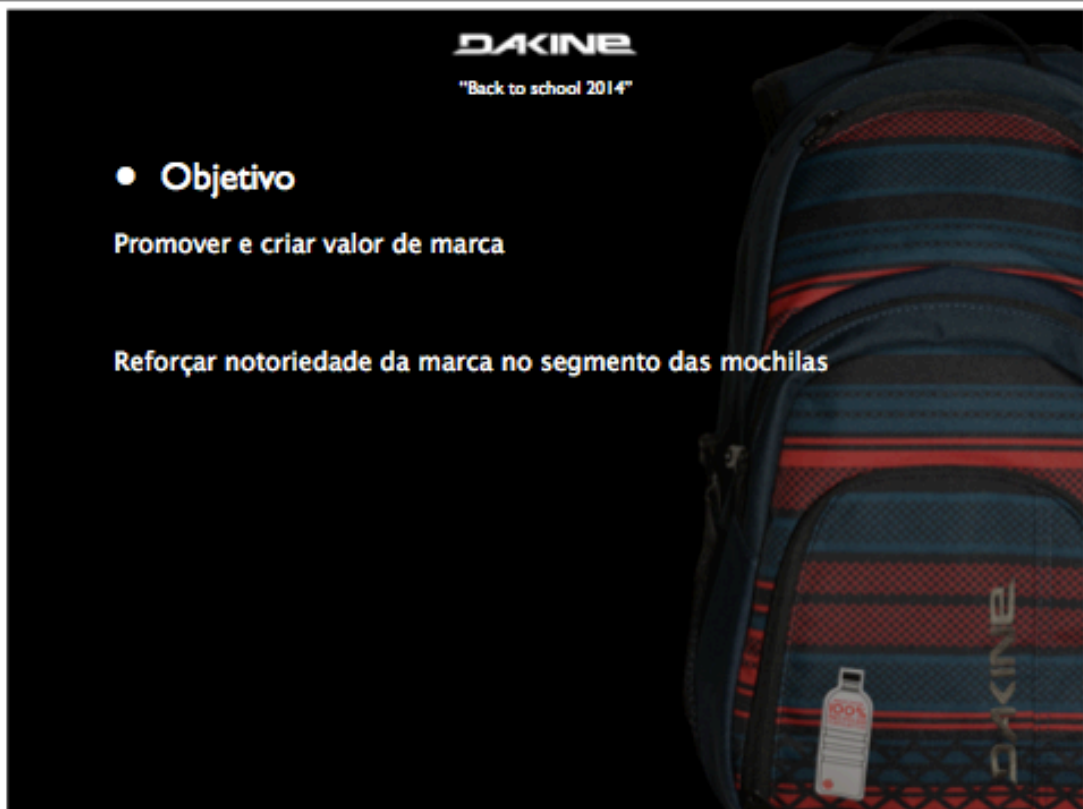 DAKINE
“Back to school 2014”
• Objetivo
Promover e criar valor de marca
Reforçar notoriedade da marca no segmento das mochilas
DAKINE
100%